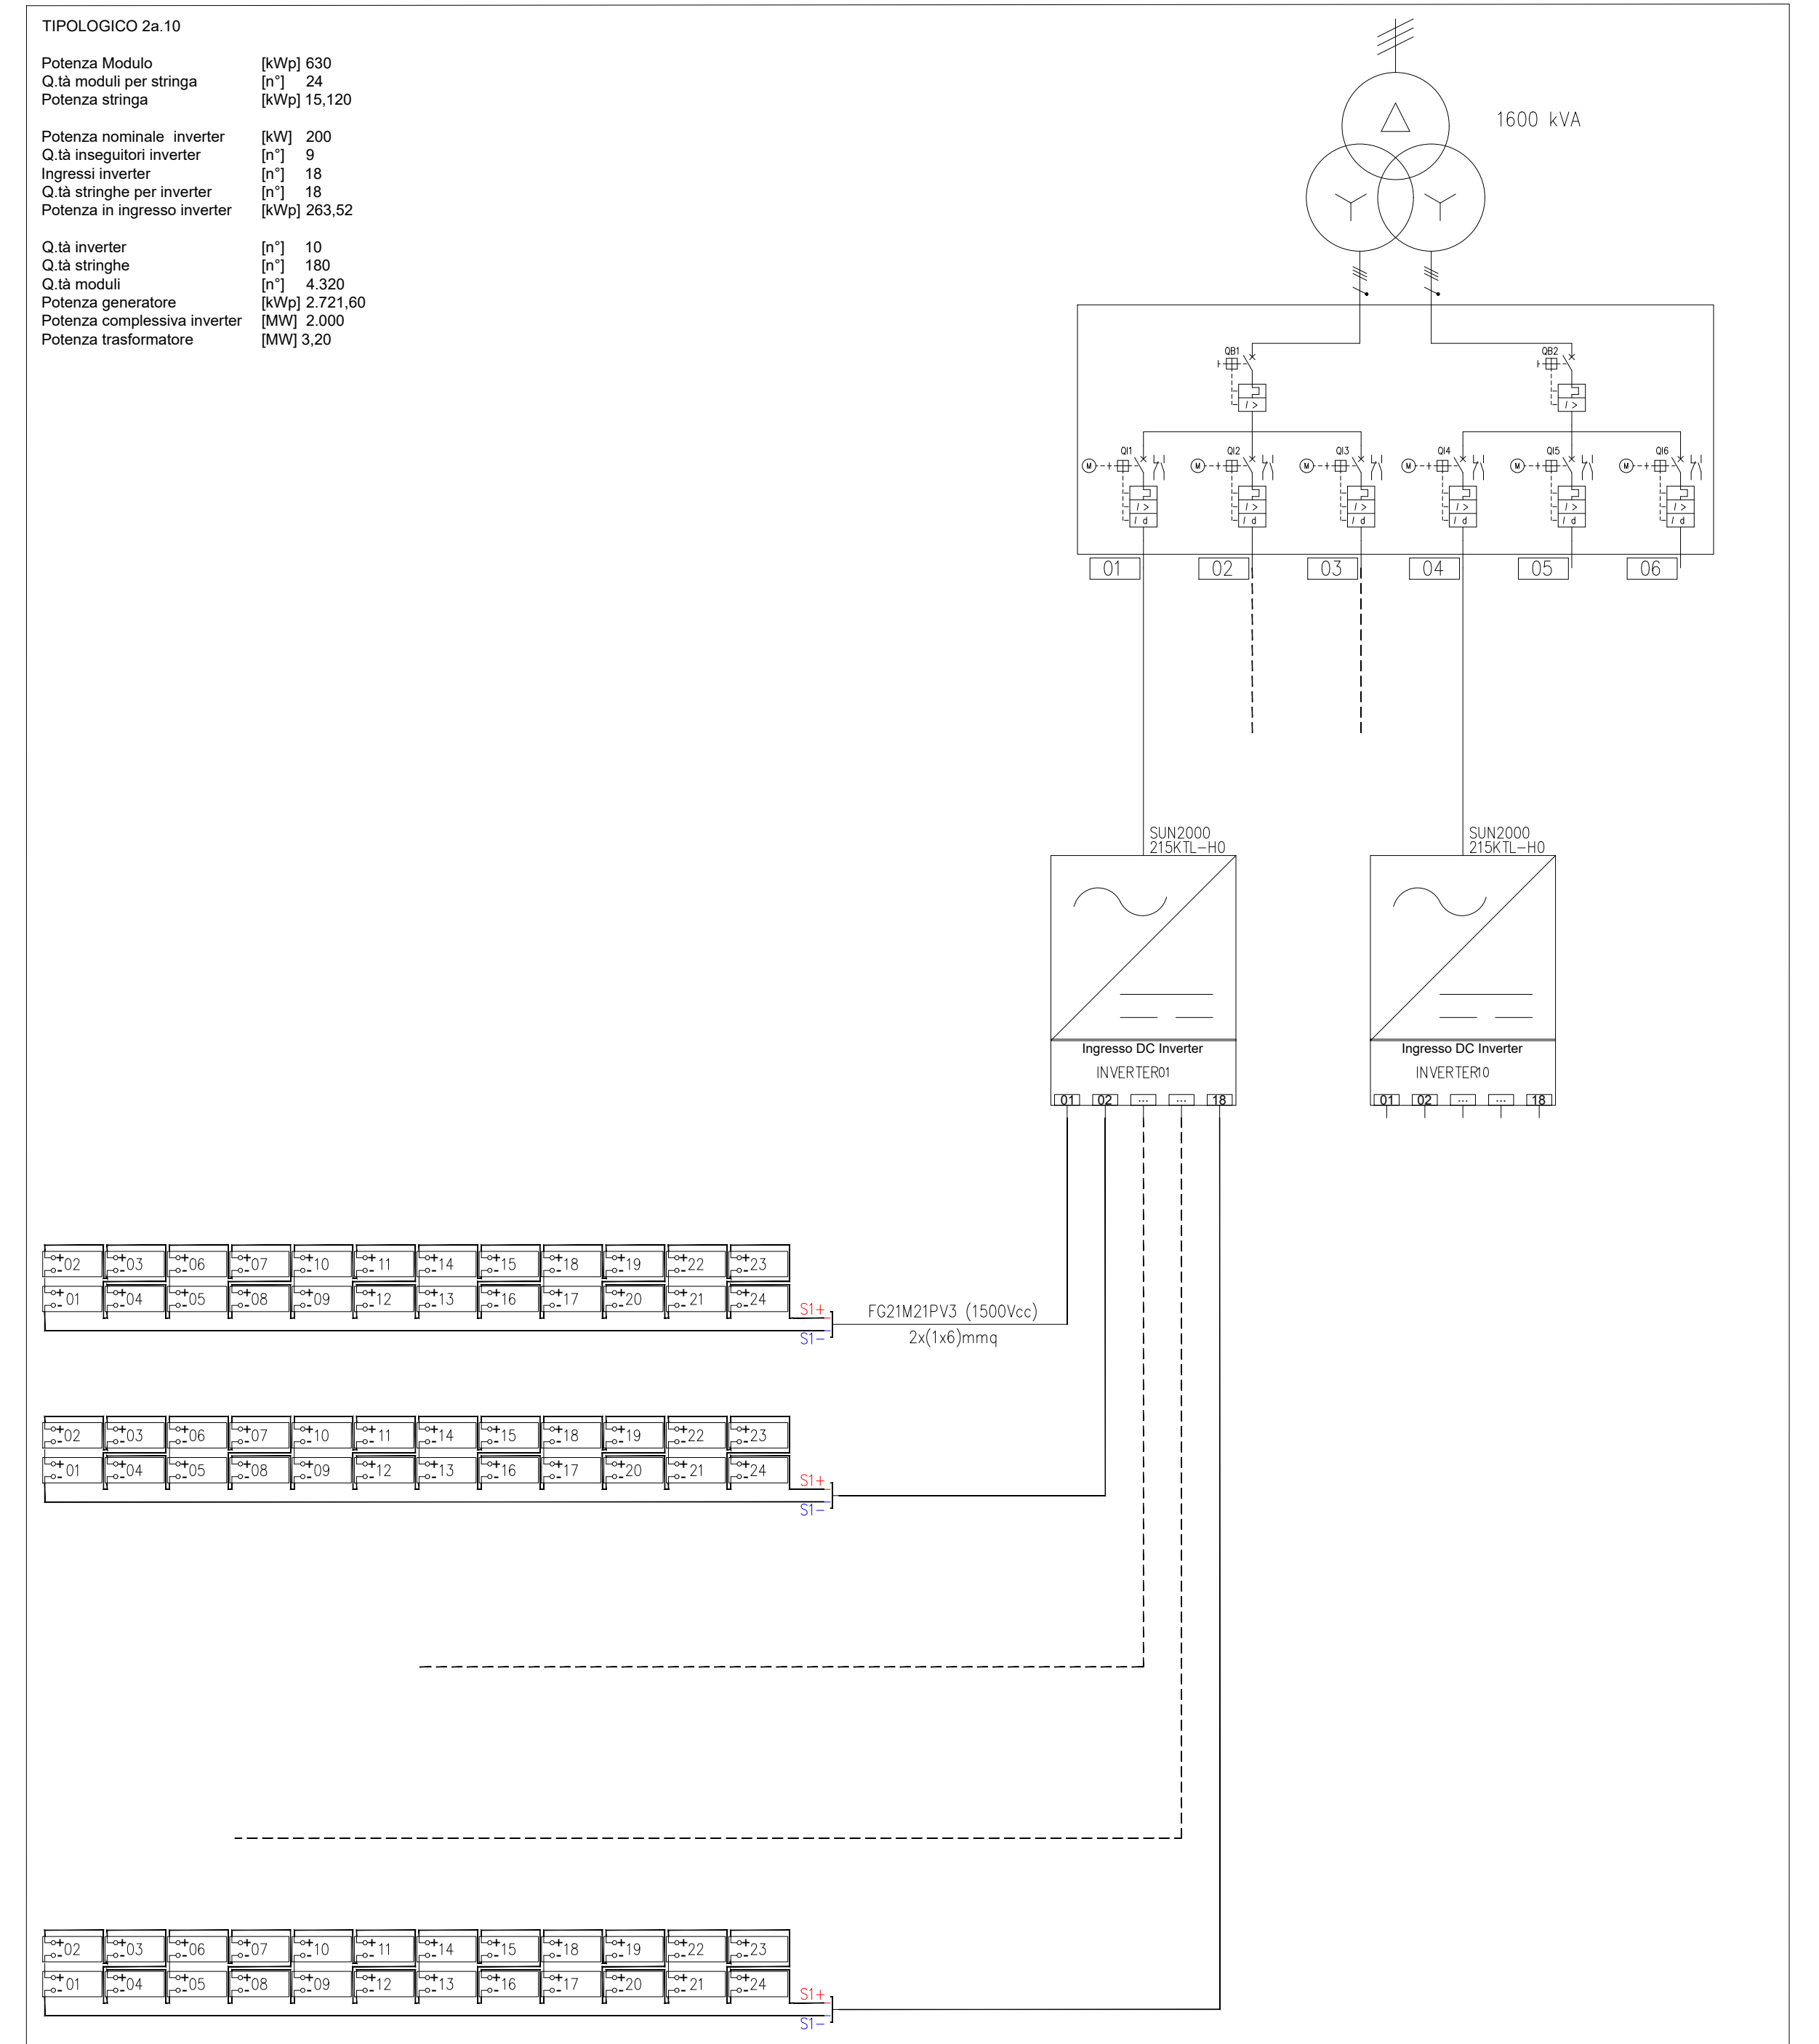 TIPOLOGICO 2a.10
Potenza Modulo [kWp] 630
Q.tà moduli per stringa [n°] 24
Potenza stringa [kWp] 15,120
Potenza nominale inverter [kW] 200
Q.tà inseguitori inverter [n°] 9
Ingressi inverter [n°] 18
Q.tà stringhe per inverter [n°] 18
Potenza in ingresso inverter [kWp] 263,52
Q.tà inverter [n°] 10
Q.tà stringhe [n°] 180
Q.tà moduli [n°] 4.320
Potenza generatore [kWp] 2.721,60
Potenza complessiva inverter [MW] 2.000
Potenza trasformatore [MW] 3,20
1600 kVA
QB1 QB2
I > I >
QI1 QI2 QI3 QI4 QI5 QI6
M M M M M M
I > I > I > I > I > I >
I d I d I d I d I d I d
01 02 03 04 05 06
SUN2000 SUN2000
215KTL-H0 215KTL-H0
Ingresso DC Inverter Ingresso DC Inverter
INVERTER01 INVERTER10
01 02 ... ... 18 01 02 ... ... 18
02 03 06 07 10 11 14 15 18 19 22 23
01 04 05 08 09 12 13 16 17 20 21 24
S1+
FG21M21PV3 (1500Vcc)
S1-
2x(1x6)mmq
02 03 06 07 10 11 14 15 18 19 22 23
01 04 05 08 09 12 13 16 17 20 21 24
S1+
S1-
02 03 06 07 10 11 14 15 18 19 22 23
01 04 05 08 09 12 13 16 17 20 21 24
S1+
S1-